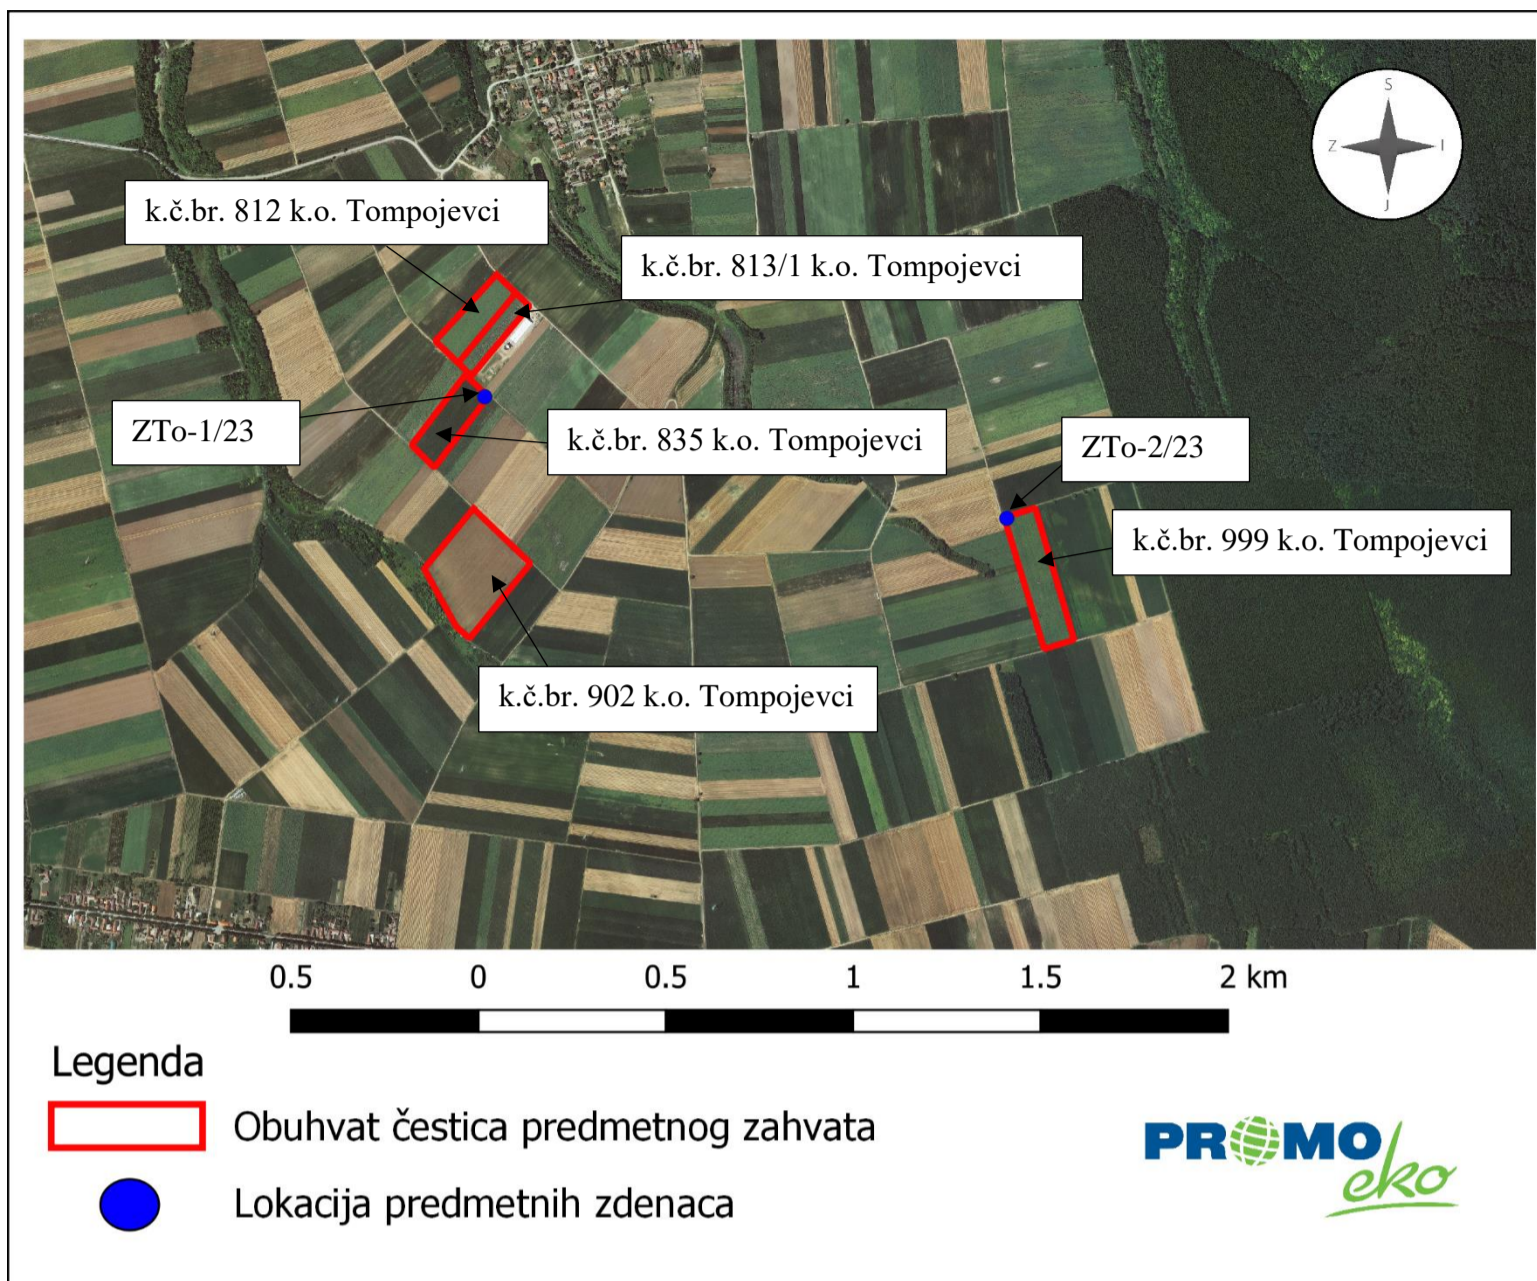 S
Z I
J
k.č.br. 812 k.o. Tompojevci
k.č.br. 813/1 k.o. Tompojevci
ZTo-1/23
k.č.br. 835 k.o. Tompojevci
ZTo-2/23
k.č.br. 999 k.o. Tompojevci
k.č.br. 902 k.o. Tompojevci
0.5 0 0.5 1 1.5 2 km
Legenda
Obuhvat čestica predmetnog zahvata
Lokacija predmetnih zdenaca
PROMO
eko